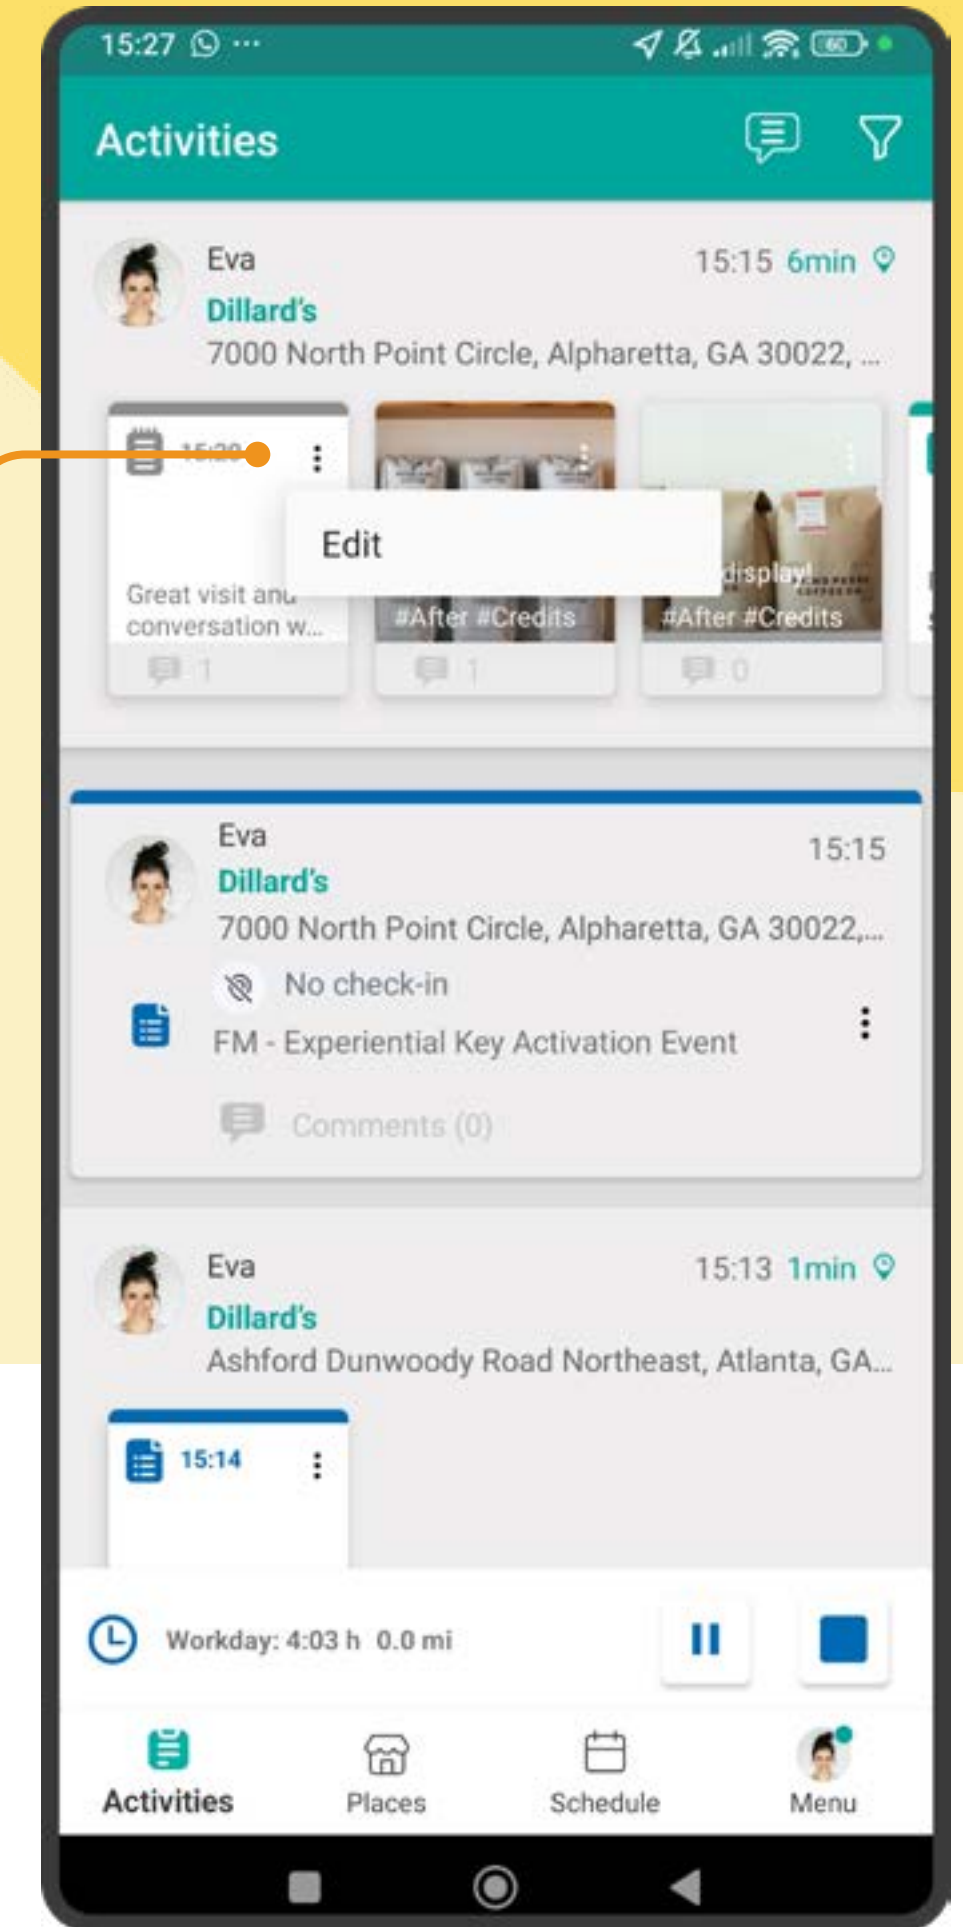 15:27
60
Activities
Eva
15:15 6min
Dillard's
7000 North Point Circle, Alpharetta, GA 30022, ...
Edit
Great visit and
conversation w...
1
#After #Credits
1
display!
#After #Credits
0
Eva
15:15
Dillard's
7000 North Point Circle, Alpharetta, GA 30022,...
No check-in
FM - Experiential Key Activation Event
Comments (0)
Eva
15:13 1min
Dillard's
Ashford Dunwoody Road Northeast, Atlanta, GA...
15:14
Workday: 4:03 h 0.0 mi
Activities
Places
Schedule
Menu